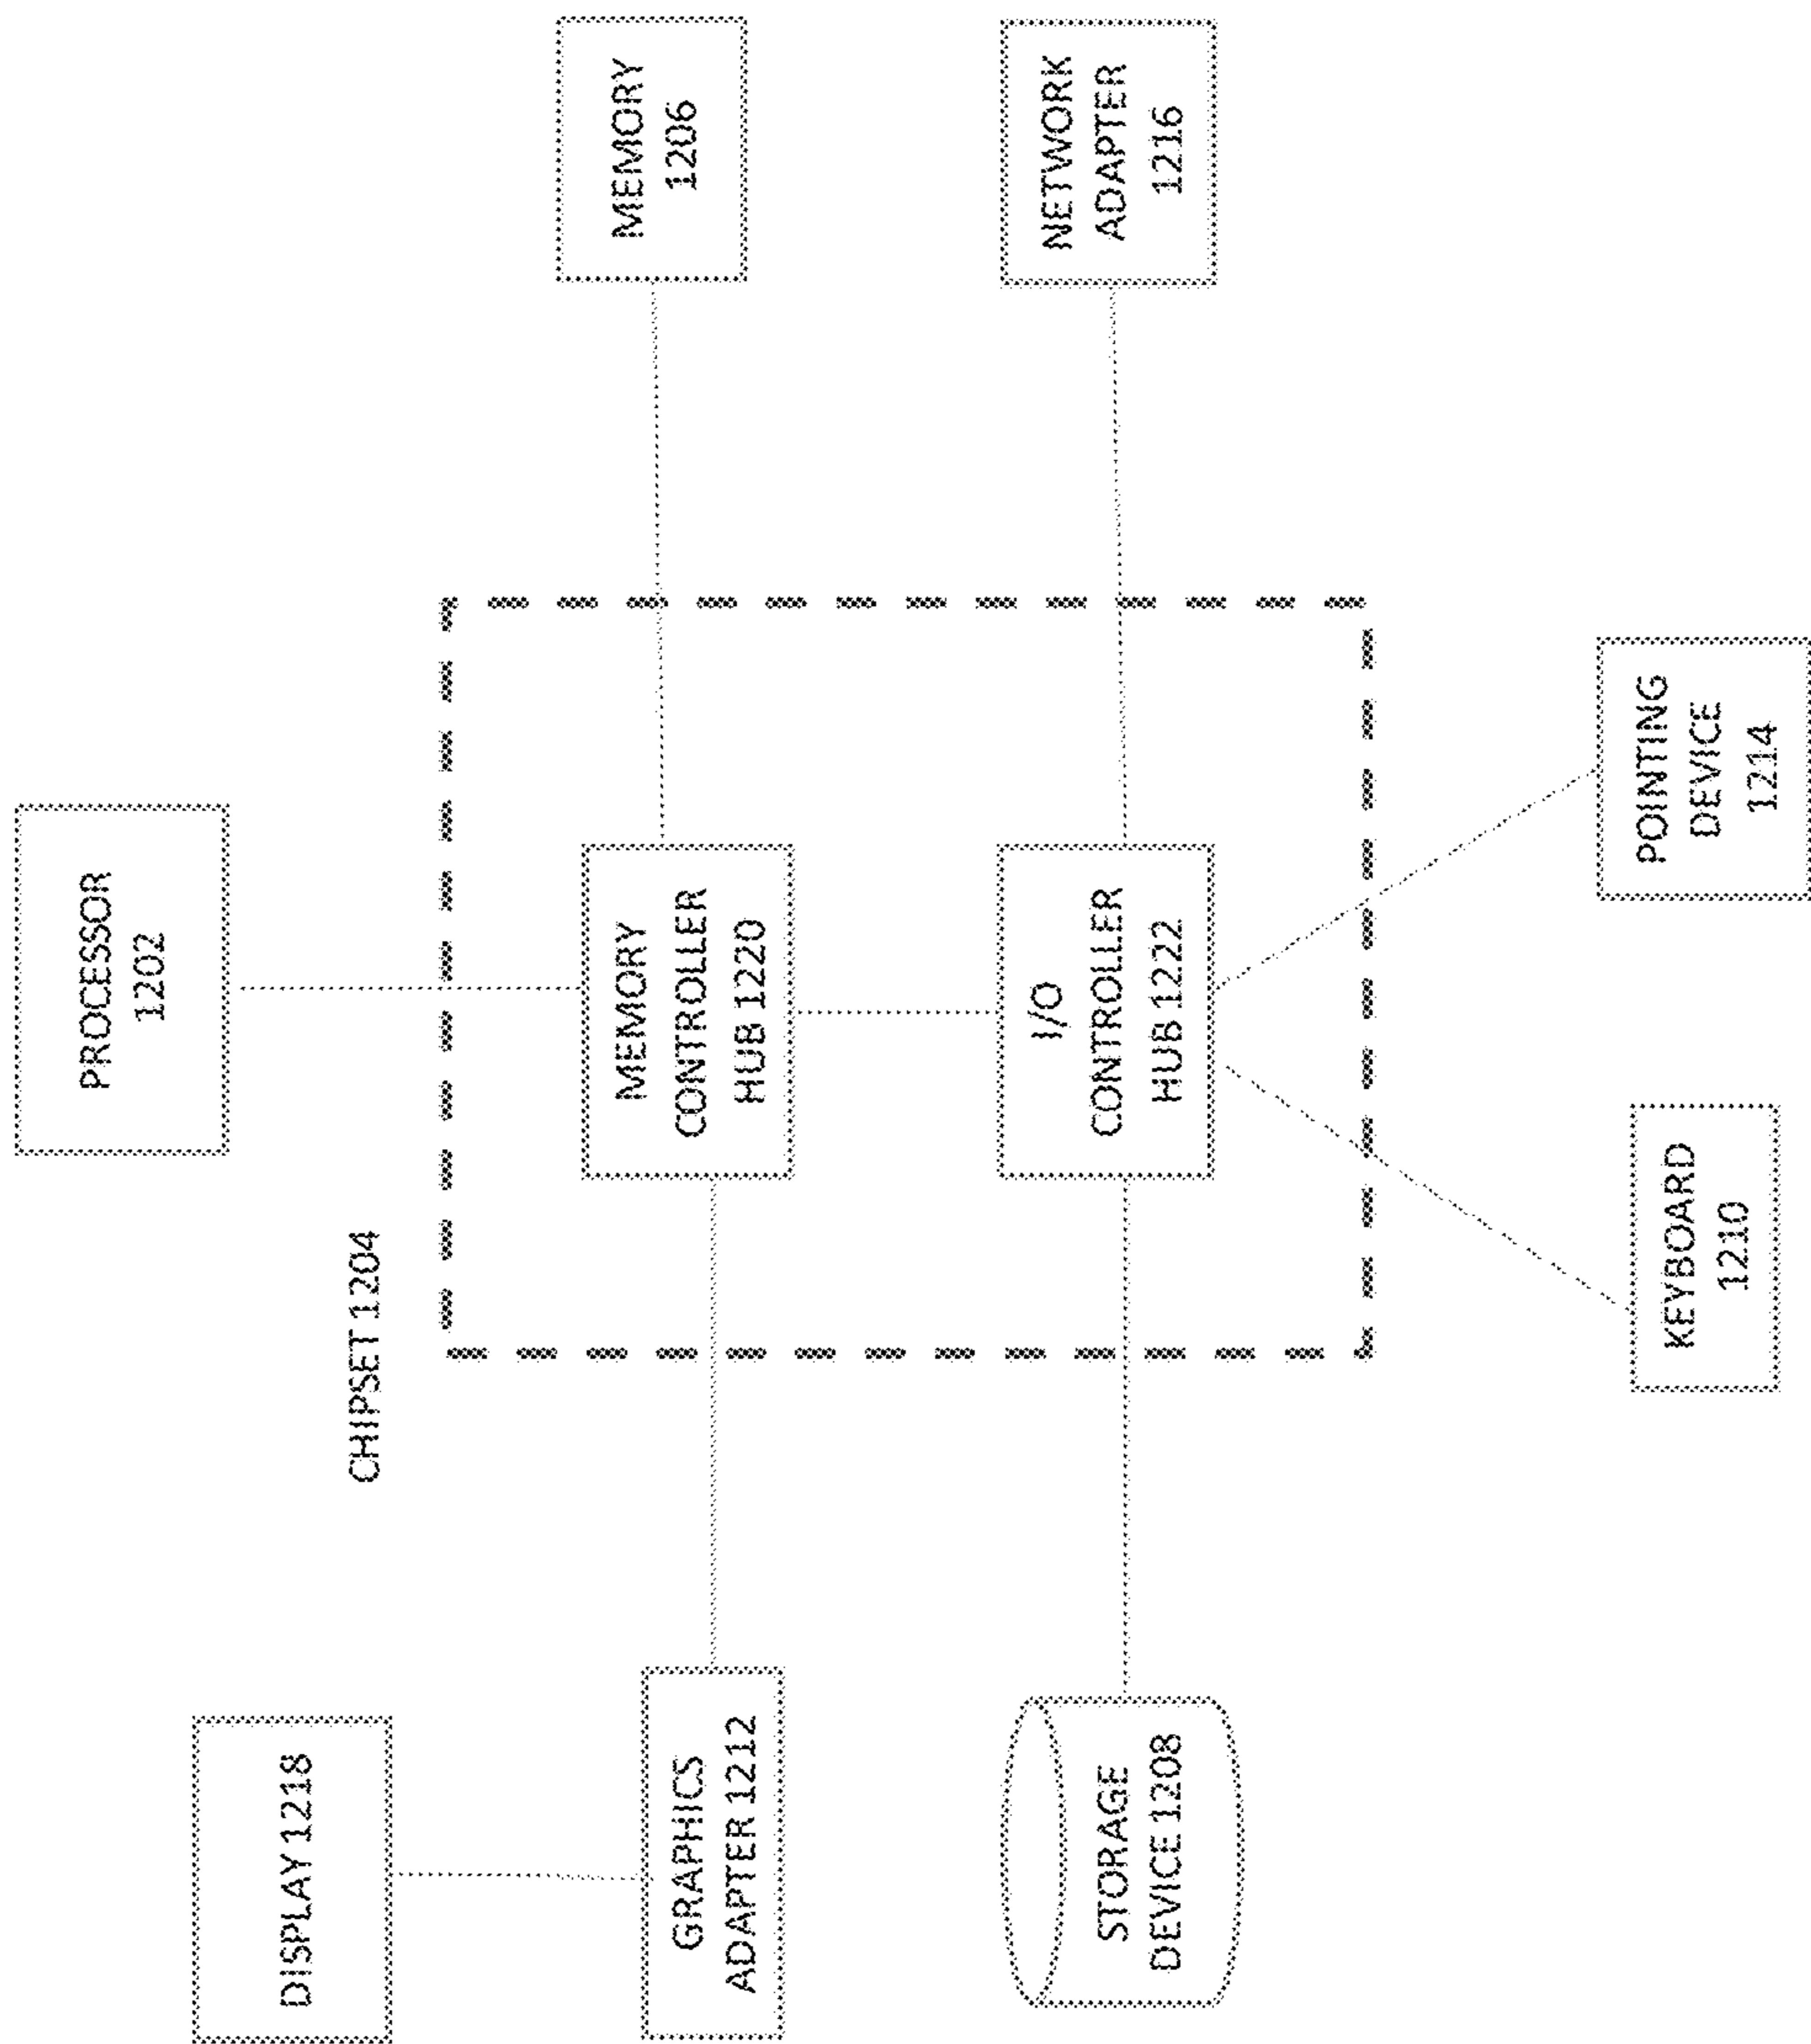 PROCESSOR
1202
DISPLAY 1218
CHIPSET 1204
GRAPHICS
ADAPTER 1212
MEMORY
CONTROLLER
HUB 1220
MEMORY
1206
STORAGE
DEVICE 1208
I/O
CONTROLLER
HUB 1222
NETWORK
ADAPTER
1216
KEYBOARD
1210
POINTING
DEVICE
1214